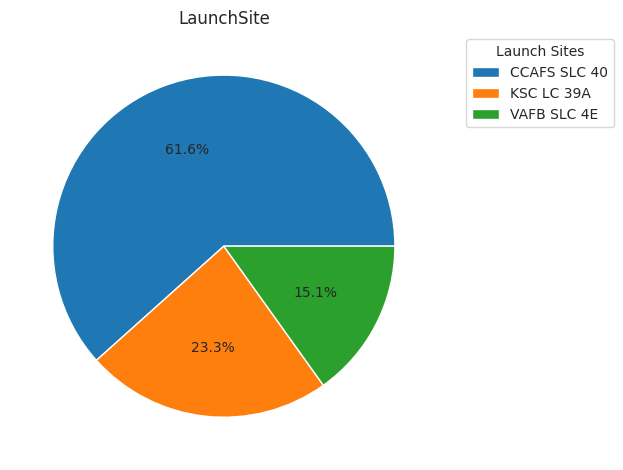 LaunchSite
Launch Sites
CCAFS SLC 40
KSC LC 39A
VAFB SLC 4E
61.6%
15.1%
23.3%